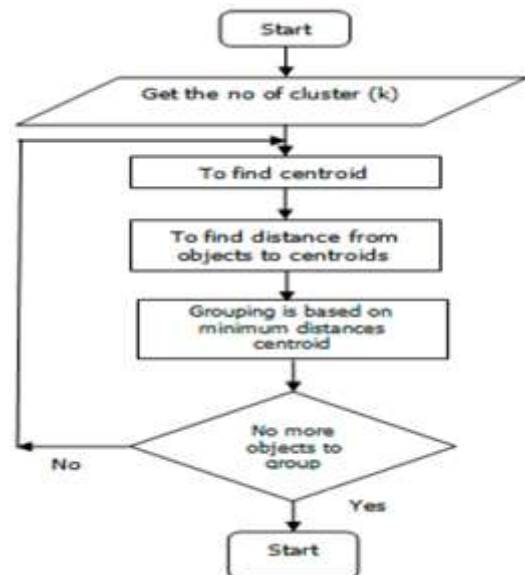 Start
Get the no of cluster (k)
To find centroid
To find distance from
objects to centroids
Grouping is based on
minimum distances
centroid
No more
objects to
group
No
Yes
Start